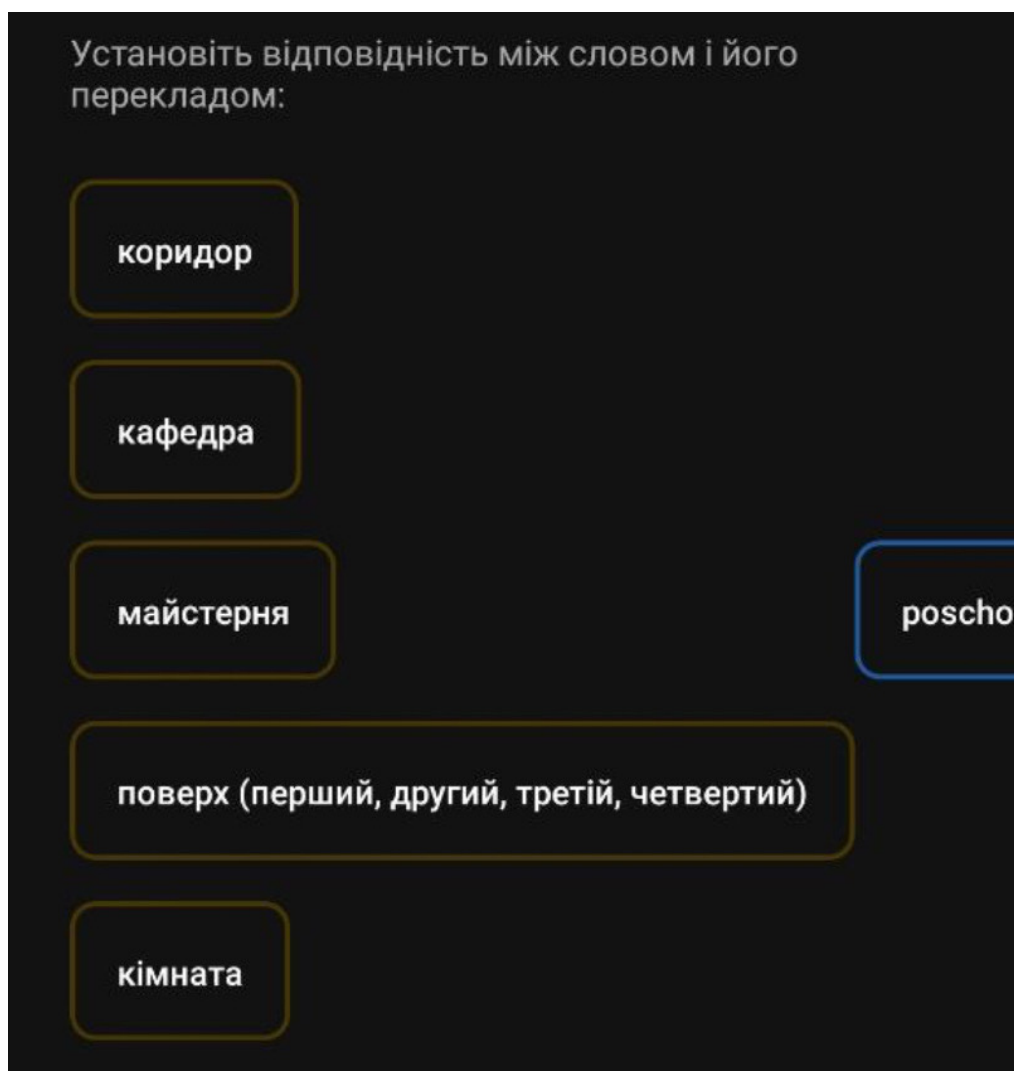 Установіть відповідність між словом і його
перекладом:
коридор
кафедра
майстерня
poscho
поверх (перший, другий, третій, четвертий)
кімната